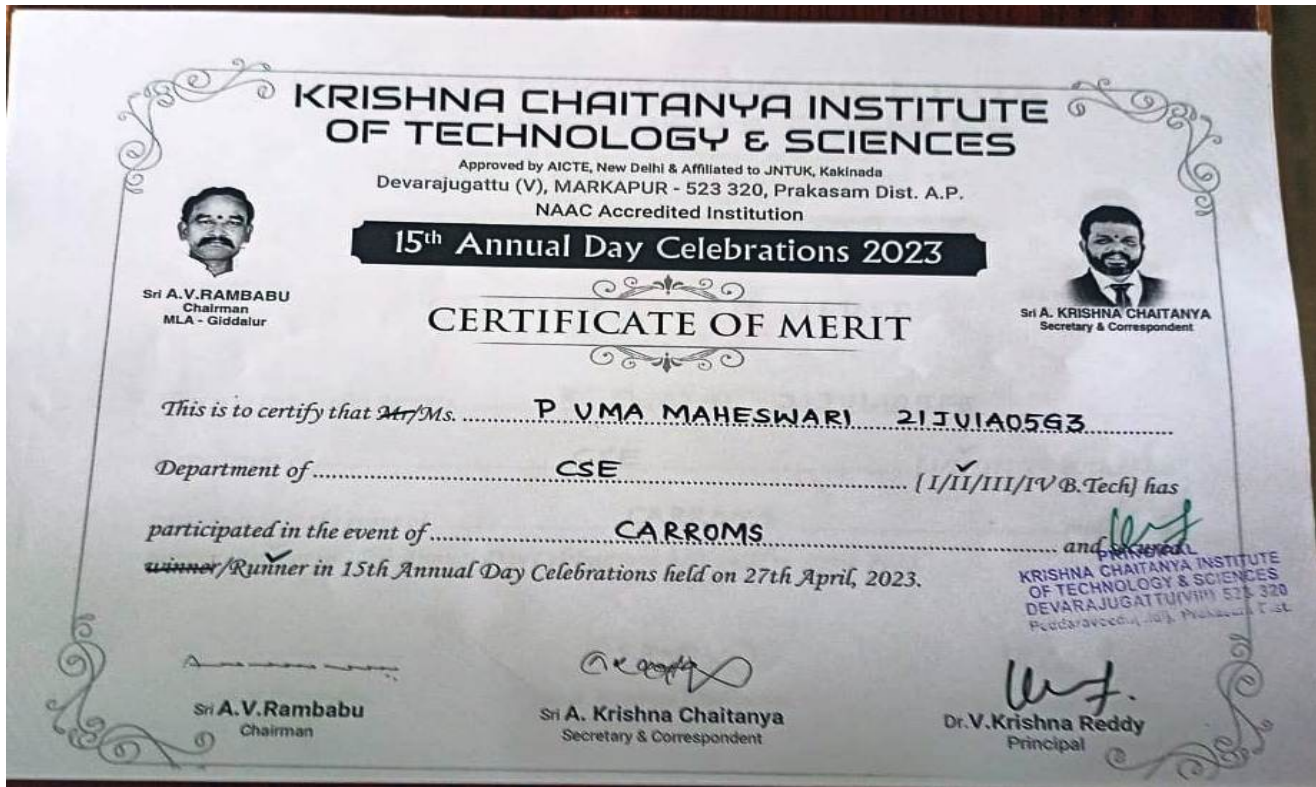 KRISHNA CHAITANYA INSTITUTE
OF TECHNOLOGY & SCIENCES
Approved by AICTE, New Delhi & Affiliated to JNTUK, Kakinada
Devarajugattu (V), MARKAPUR - 523 320, Prakasam Dist. A.P.
NAAC Accredited Institution
15th Annual Day Celebrations 2023
Sri A.V.RAMBABU
Chairman
MLA - Giddalur
Sri A. KRISHNA CHAITANYA
Secretary & Correspondent
CERTIFICATE OF MERIT
This is to certify that Mr/Ms. P UMA MAHESWARI 21JU1A05G3
Department of CSE [I/II/III/IV B.Tech] has
participated in the event of CARROMS and
winner/Runner in 15th Annual Day Celebrations held on 27th April, 2023.
PRINCIPAL
KRISHNA CHAITANYA INSTITUTE
OF TECHNOLOGY & SCIENCES
DEVARAJUGATTU 523 320
Sri A.V.Rambabu
Chairman
Sri A. Krishna Chaitanya
Secretary & Correspondent
Dr.V.Krishna Reddy
Principal